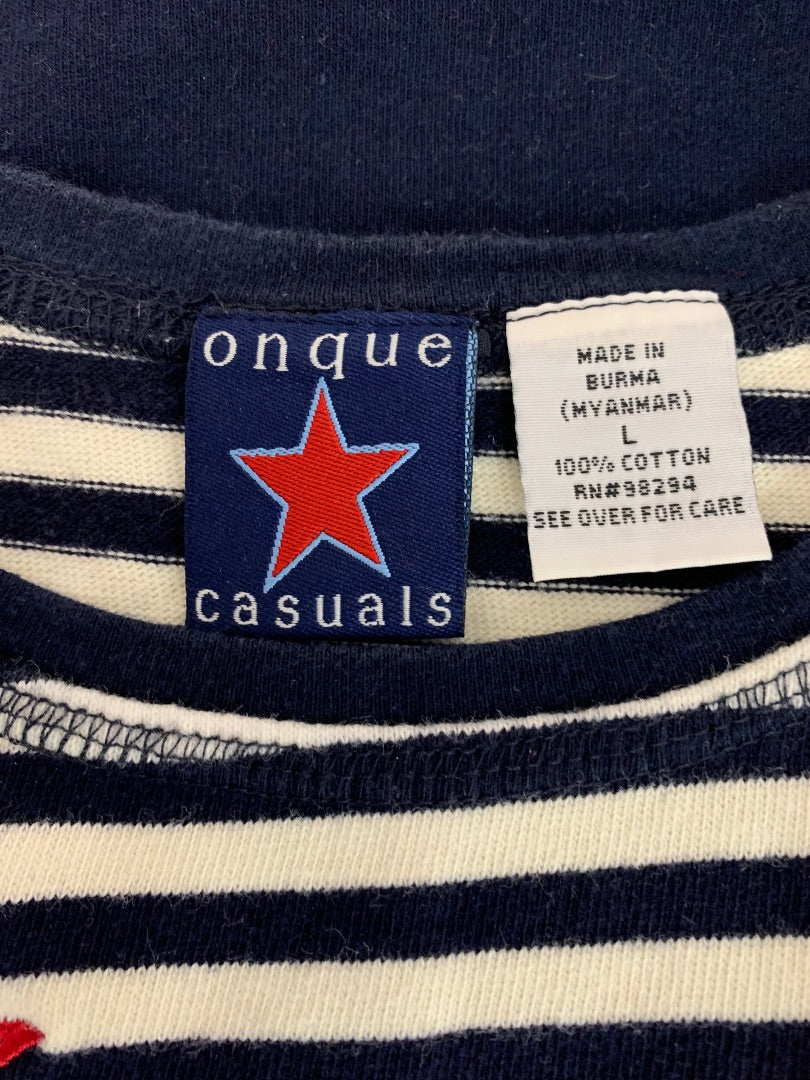 onque
casuals
MADE IN
BURMA
(MYANMAR)
L
100% COTTON
RN#98294
SEE OVER FOR CARE